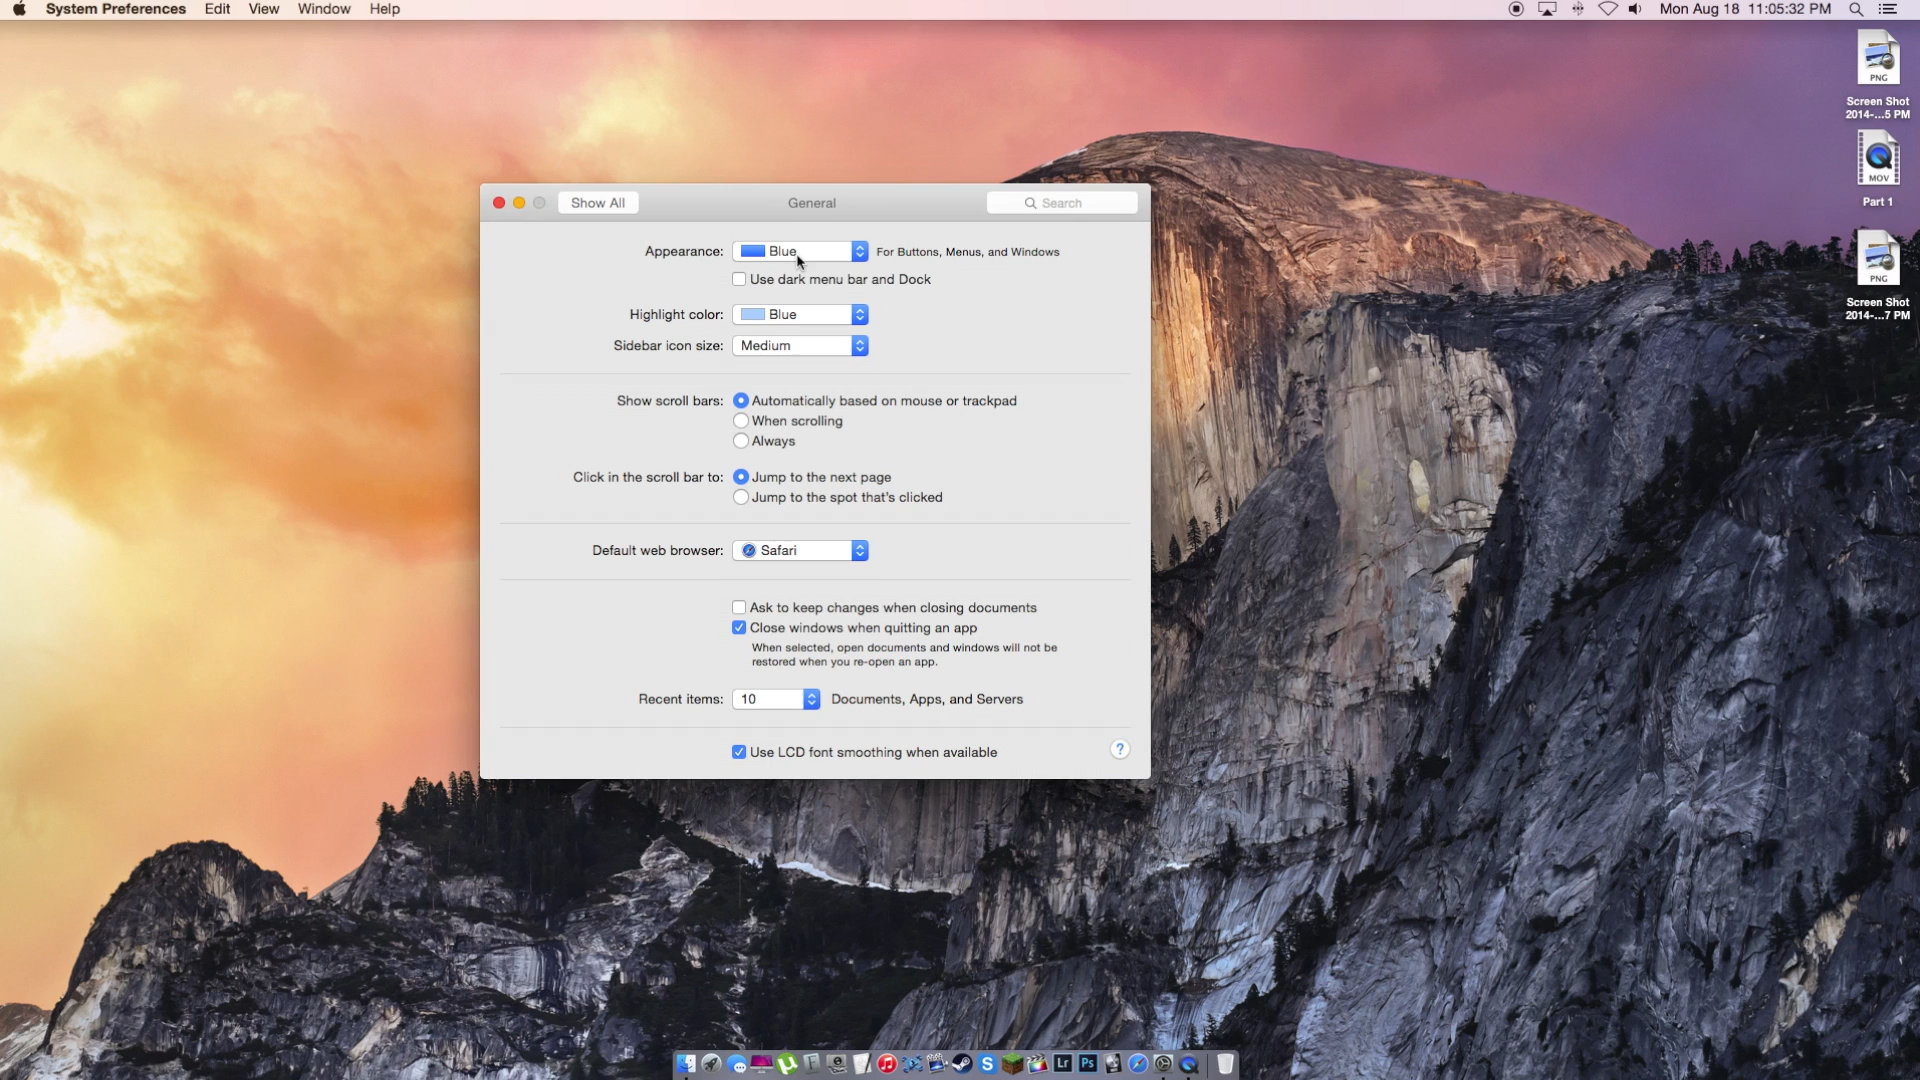 System Preferences Edit View Window Help
Mon Aug 18 11:05:32 PM
PNG
Screen Shot
2014-...5 PM
MOV
Part 1
PNG
Screen Shot
2014-...7 PM
Show All General Search
Appearance: Blue For Buttons, Menus, and Windows
Use dark menu bar and Dock
Highlight color: Blue
Sidebar icon size: Medium
Show scroll bars: Automatically based on mouse or trackpad
When scrolling
Always
Click in the scroll bar to: Jump to the next page
Jump to the spot that's clicked
Default web browser: Safari
Ask to keep changes when closing documents
Close windows when quitting an app
When selected, open documents and windows will not be
restored when you re-open an app.
Recent items: 10 Documents, Apps, and Servers
Use LCD font smoothing when available ?
S Lr Ps